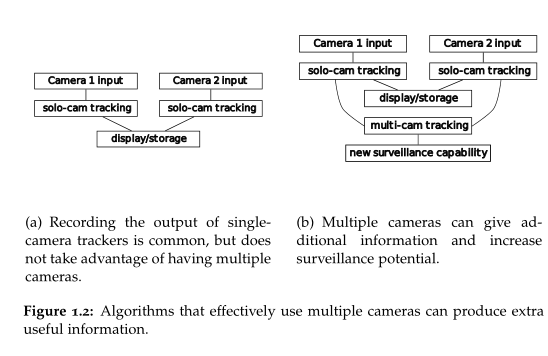 Camera 1 input
Camera 2 input
solo-cam tracking
solo-cam tracking
display/storage
Camera 1 input
Camera 2 input
solo-cam tracking
solo-cam tracking
display/storage
multi-cam tracking
new surveillance capability
(a) Recording the output of single-
camera trackers is common, but does
not take advantage of having multiple
cameras.
(b) Multiple cameras can give ad-
ditional information and increase
surveillance potential.
Figure 1.2: Algorithms that effectively use multiple cameras can produce extra
useful information.